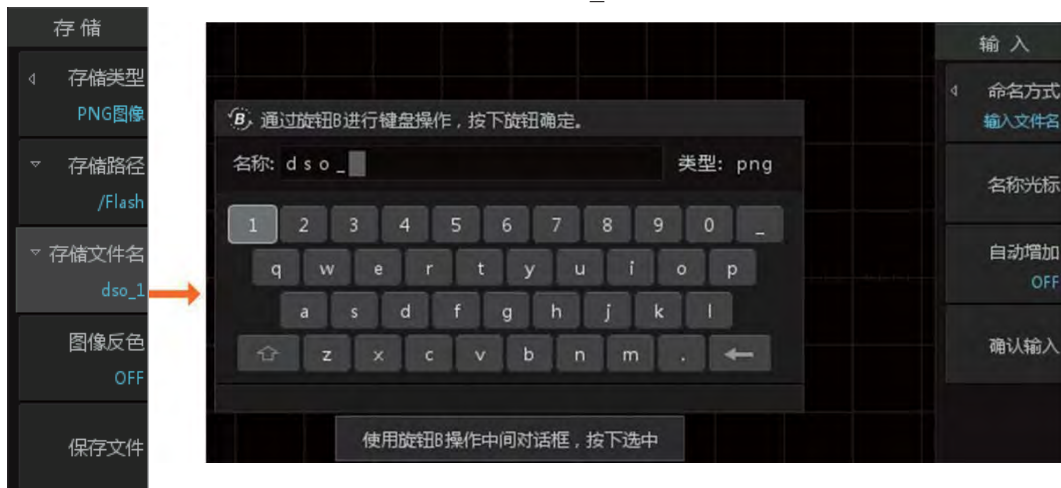 存 储
存储类型
PNG图像
存储路径
/Flash
存储文件名
dso_1
图像反色
OFF
保存文件
B 通过旋钮B进行键盘操作，按下旋钮确定。
名称: dso_ 类型: png
1 2 3 4 5 6 7 8 9 0 _
q w e r t y u i o p
a s d f g h j k l
z x c v b n m .
使用旋钮B操作中间对话框，按下选中
输 入
命名方式
输入文件名
名称光标
自动增加
OFF
确认输入